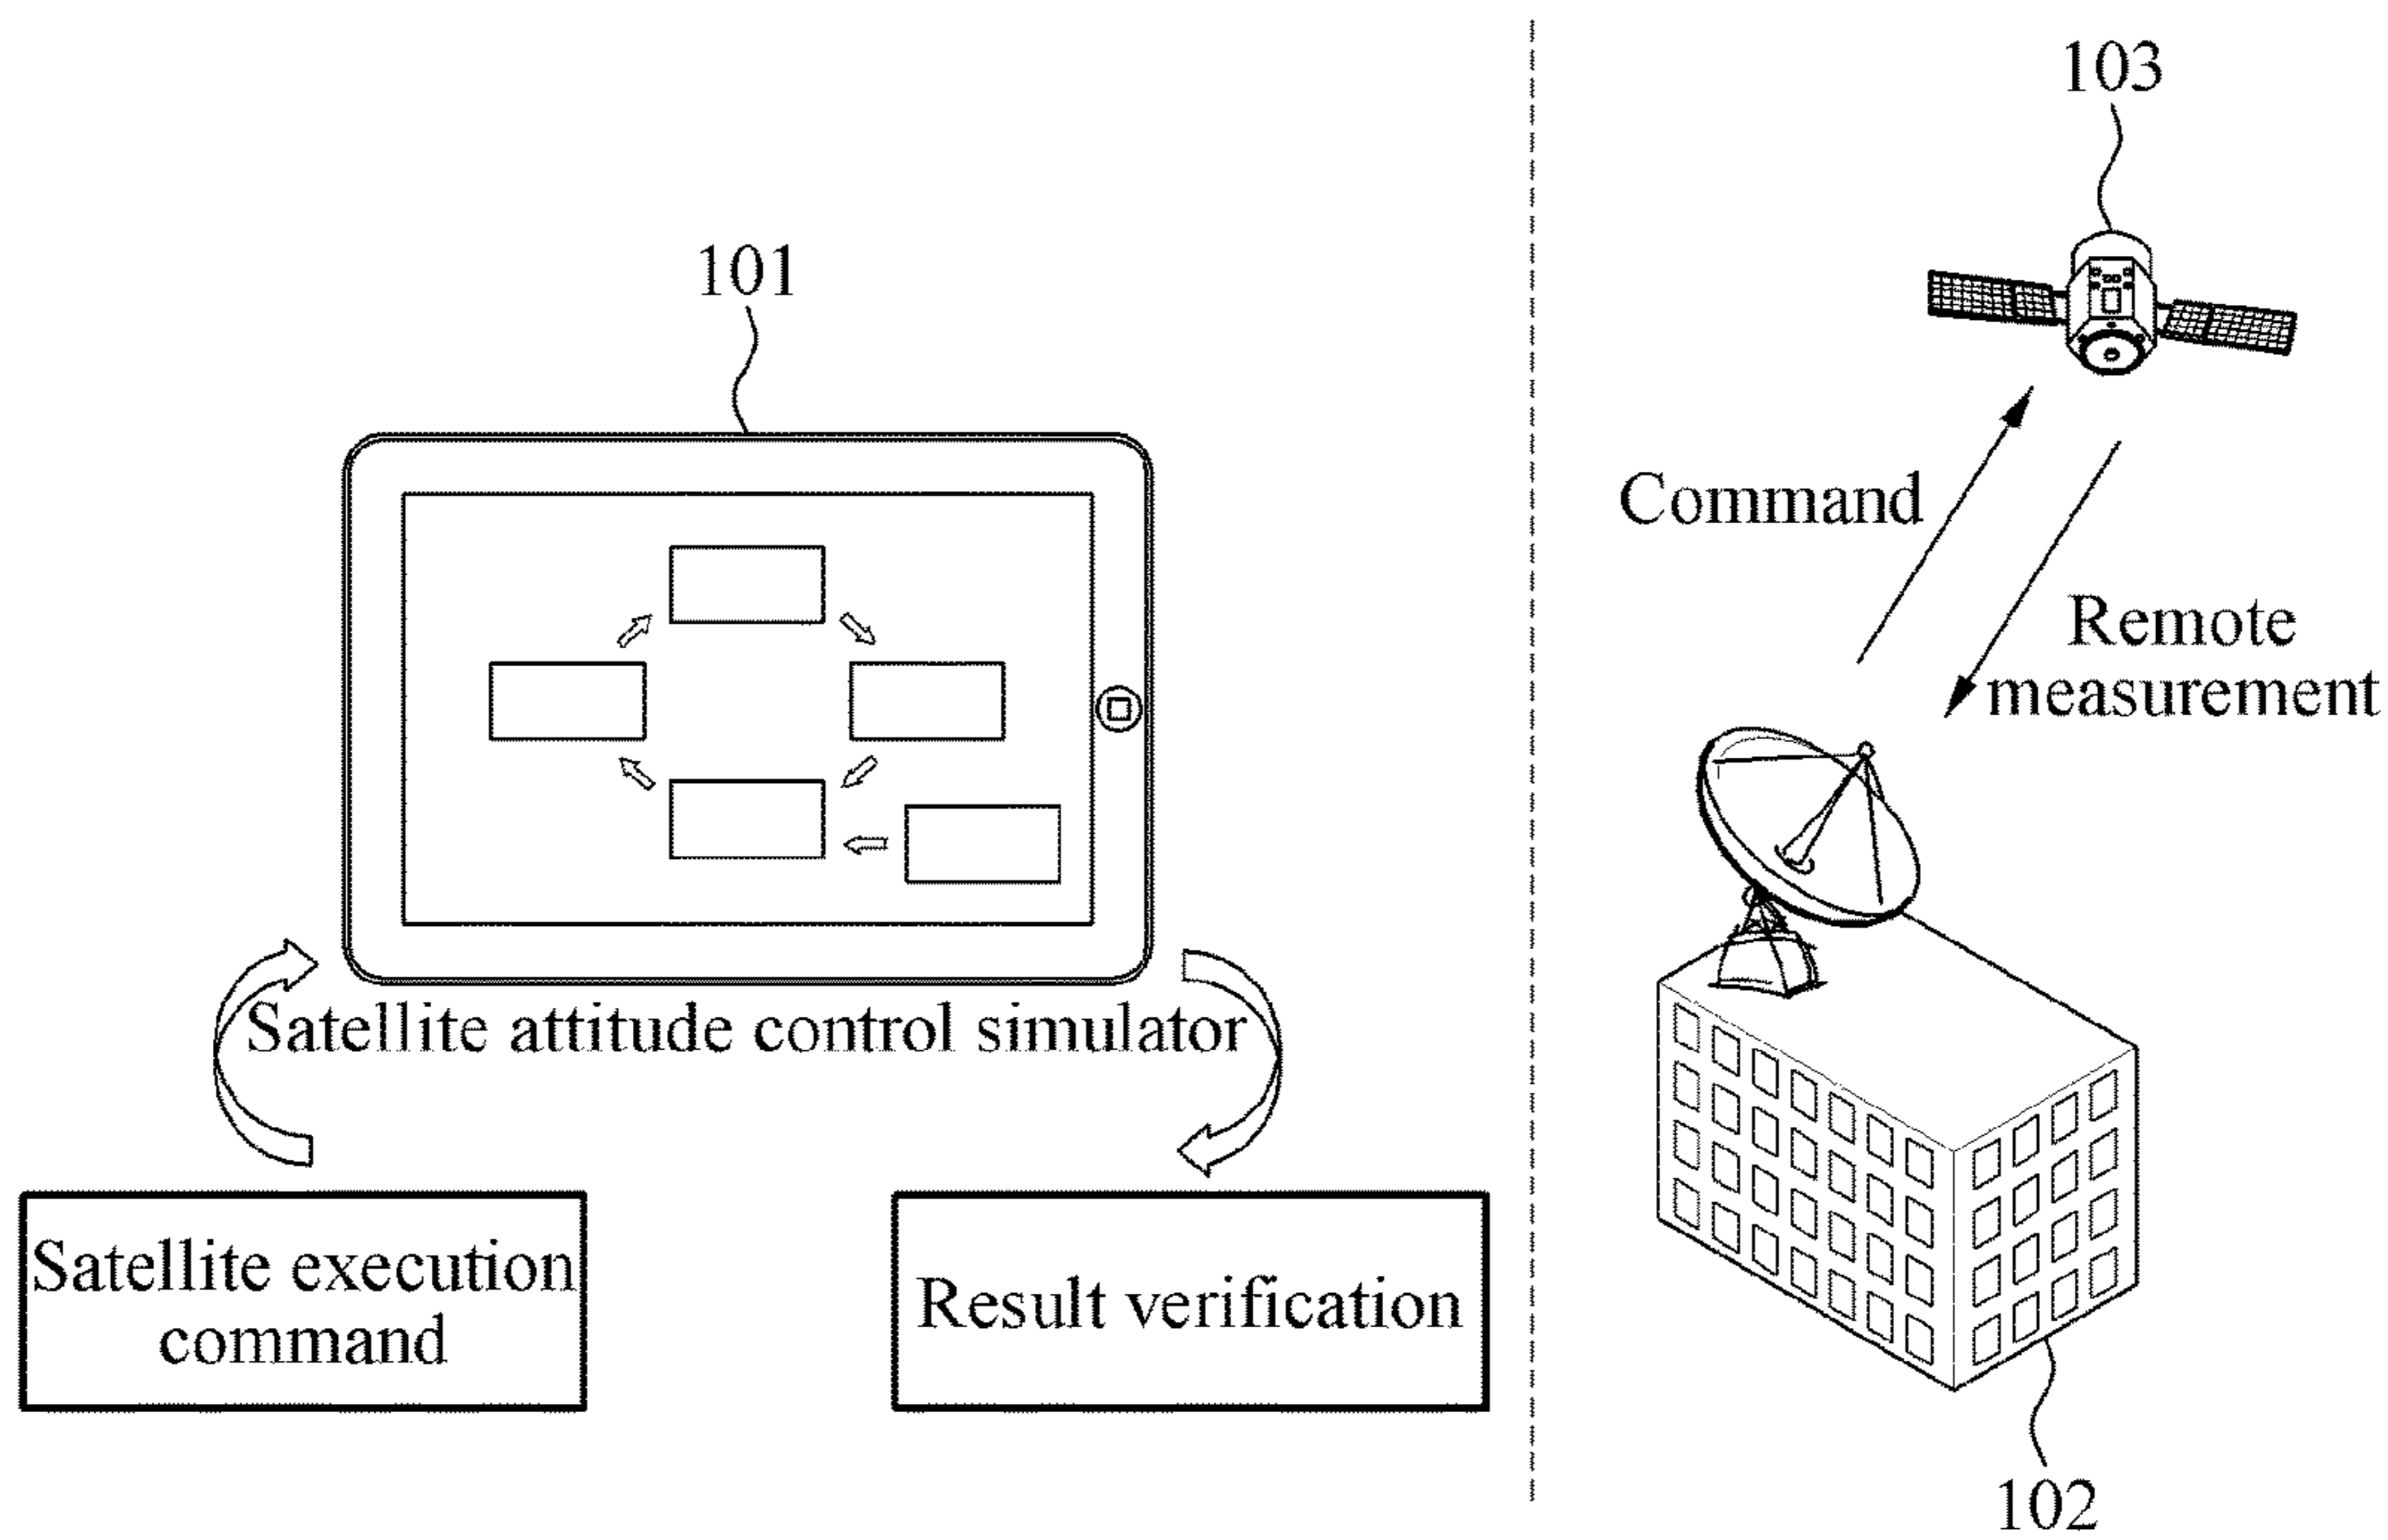 101
Satellite attitude control simulator
Satellite execution
command
Result verification
103
Command
Remote
measurement
102